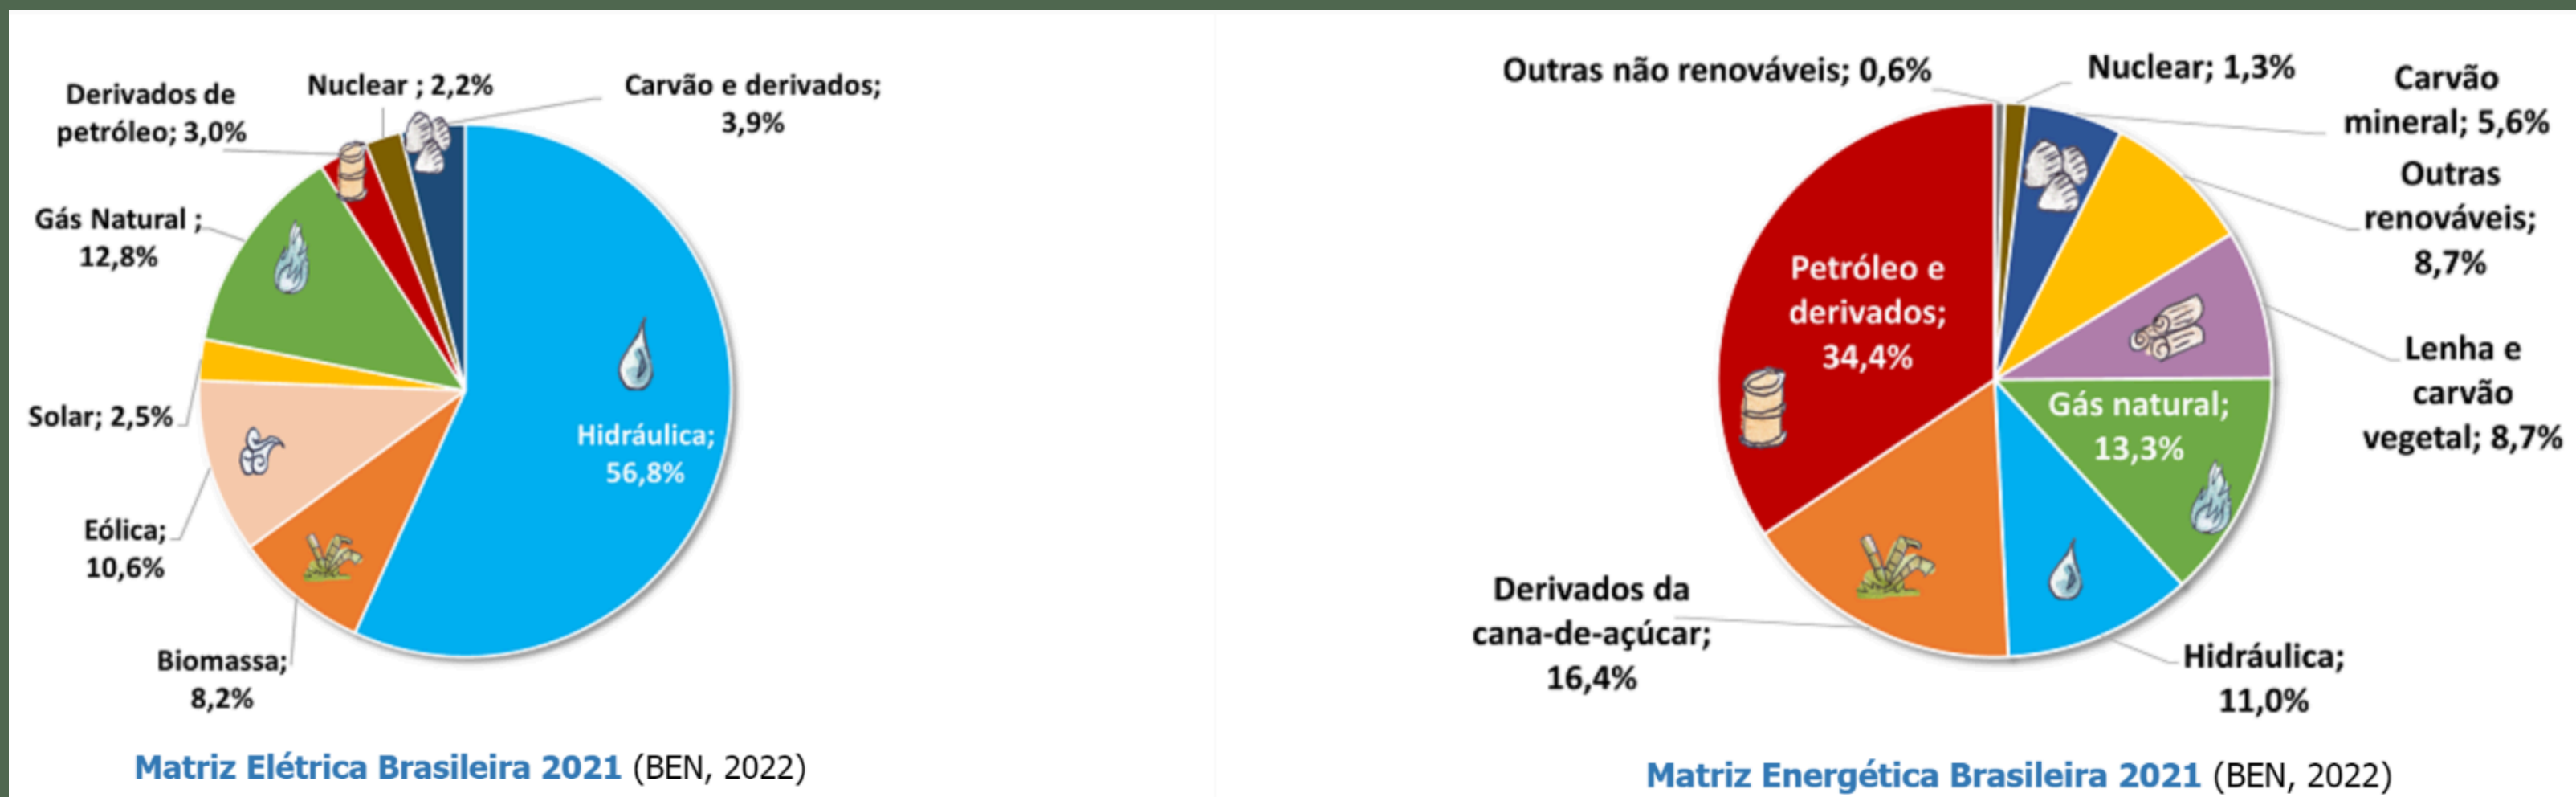 Derivados de
petróleo; 3,0%
Nuclear ; 2,2%
Carvão e derivados;
3,9%
Gás Natural ;
12,8%
Solar; 2,5%
Hidráulica;
56,8%
Eólica;
10,6%
Biomassa;
8,2%
Matriz Elétrica Brasileira 2021 (BEN, 2022)
Outras não renováveis; 0,6%
Nuclear; 1,3%
Carvão
mineral; 5,6%
Outras
renováveis;
8,7%
Petróleo e
derivados;
34,4%
Lenha e
carvão
vegetal; 8,7%
Gás natural;
13,3%
Derivados da
cana-de-açúcar;
16,4%
Hidráulica;
11,0%
Matriz Energética Brasileira 2021 (BEN, 2022)